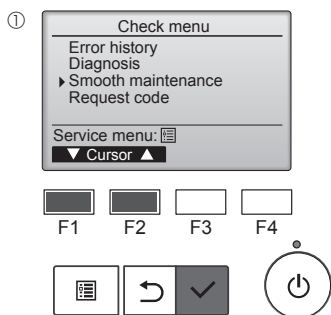 ①
Check menu
Error history
Diagnosis
Smooth maintenance
Request code
Service menu:
Cursor
F1 F2 F3 F4